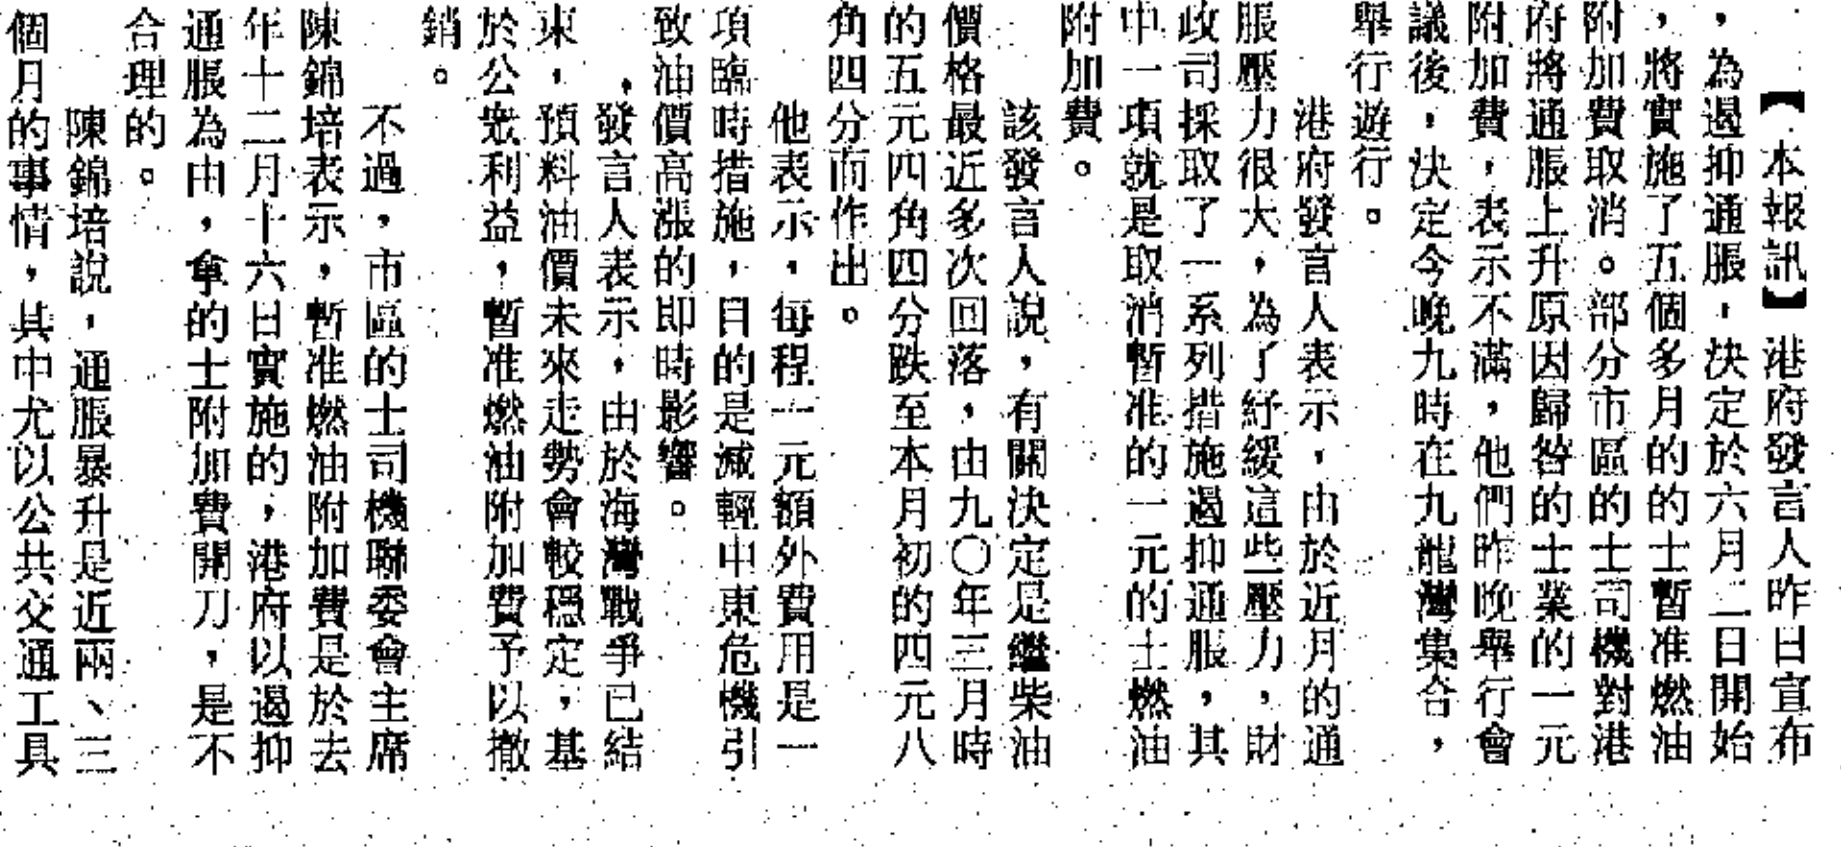 【本報訊】港府發言人昨日宣布
，為遏抑通脹，決定於六月二日開始
，將實施了五個多月的的士暫准燃油
附加費取消。部分市區的士司機對港
府將通脹上升原因歸咎的士業的一元
附加費，表示不滿，他們昨晚舉行會
議後，決定今晚九時在九龍灣集合，
舉行遊行。
港府發言人表示，由於近月的通
脹壓力很大，為了紓緩這些壓力，財
政司採取了一系列措施遏抑通脹，其
中一項就是取消暫准的一元的士燃油
附加費。
該發言人說，有關決定是繼柴油
價格最近多次回落，由九〇年三月時
的五元四角四分跌至本月初的四元八
角四分而作出。
他表示，每程一元額外費用是一
項臨時措施，目的是減輕中東危機引
致油價高漲的即時影響。
，發言人表示，由於海灣戰爭已結
束，預料油價未來走勢會較穩定，基
於公眾利益，暫准燃油附加費予以撤
銷。
不過，市區的士司機聯委會主席
陳錦培表示，暫准燃油附加費是於去
年十二月十六日實施的，港府以遏抑
通脹為由，拿的士附加費開刀，是不
合理的。
陳錦培說，通脹暴升是近兩、三
個月的事情，其中尤以公共交通工具